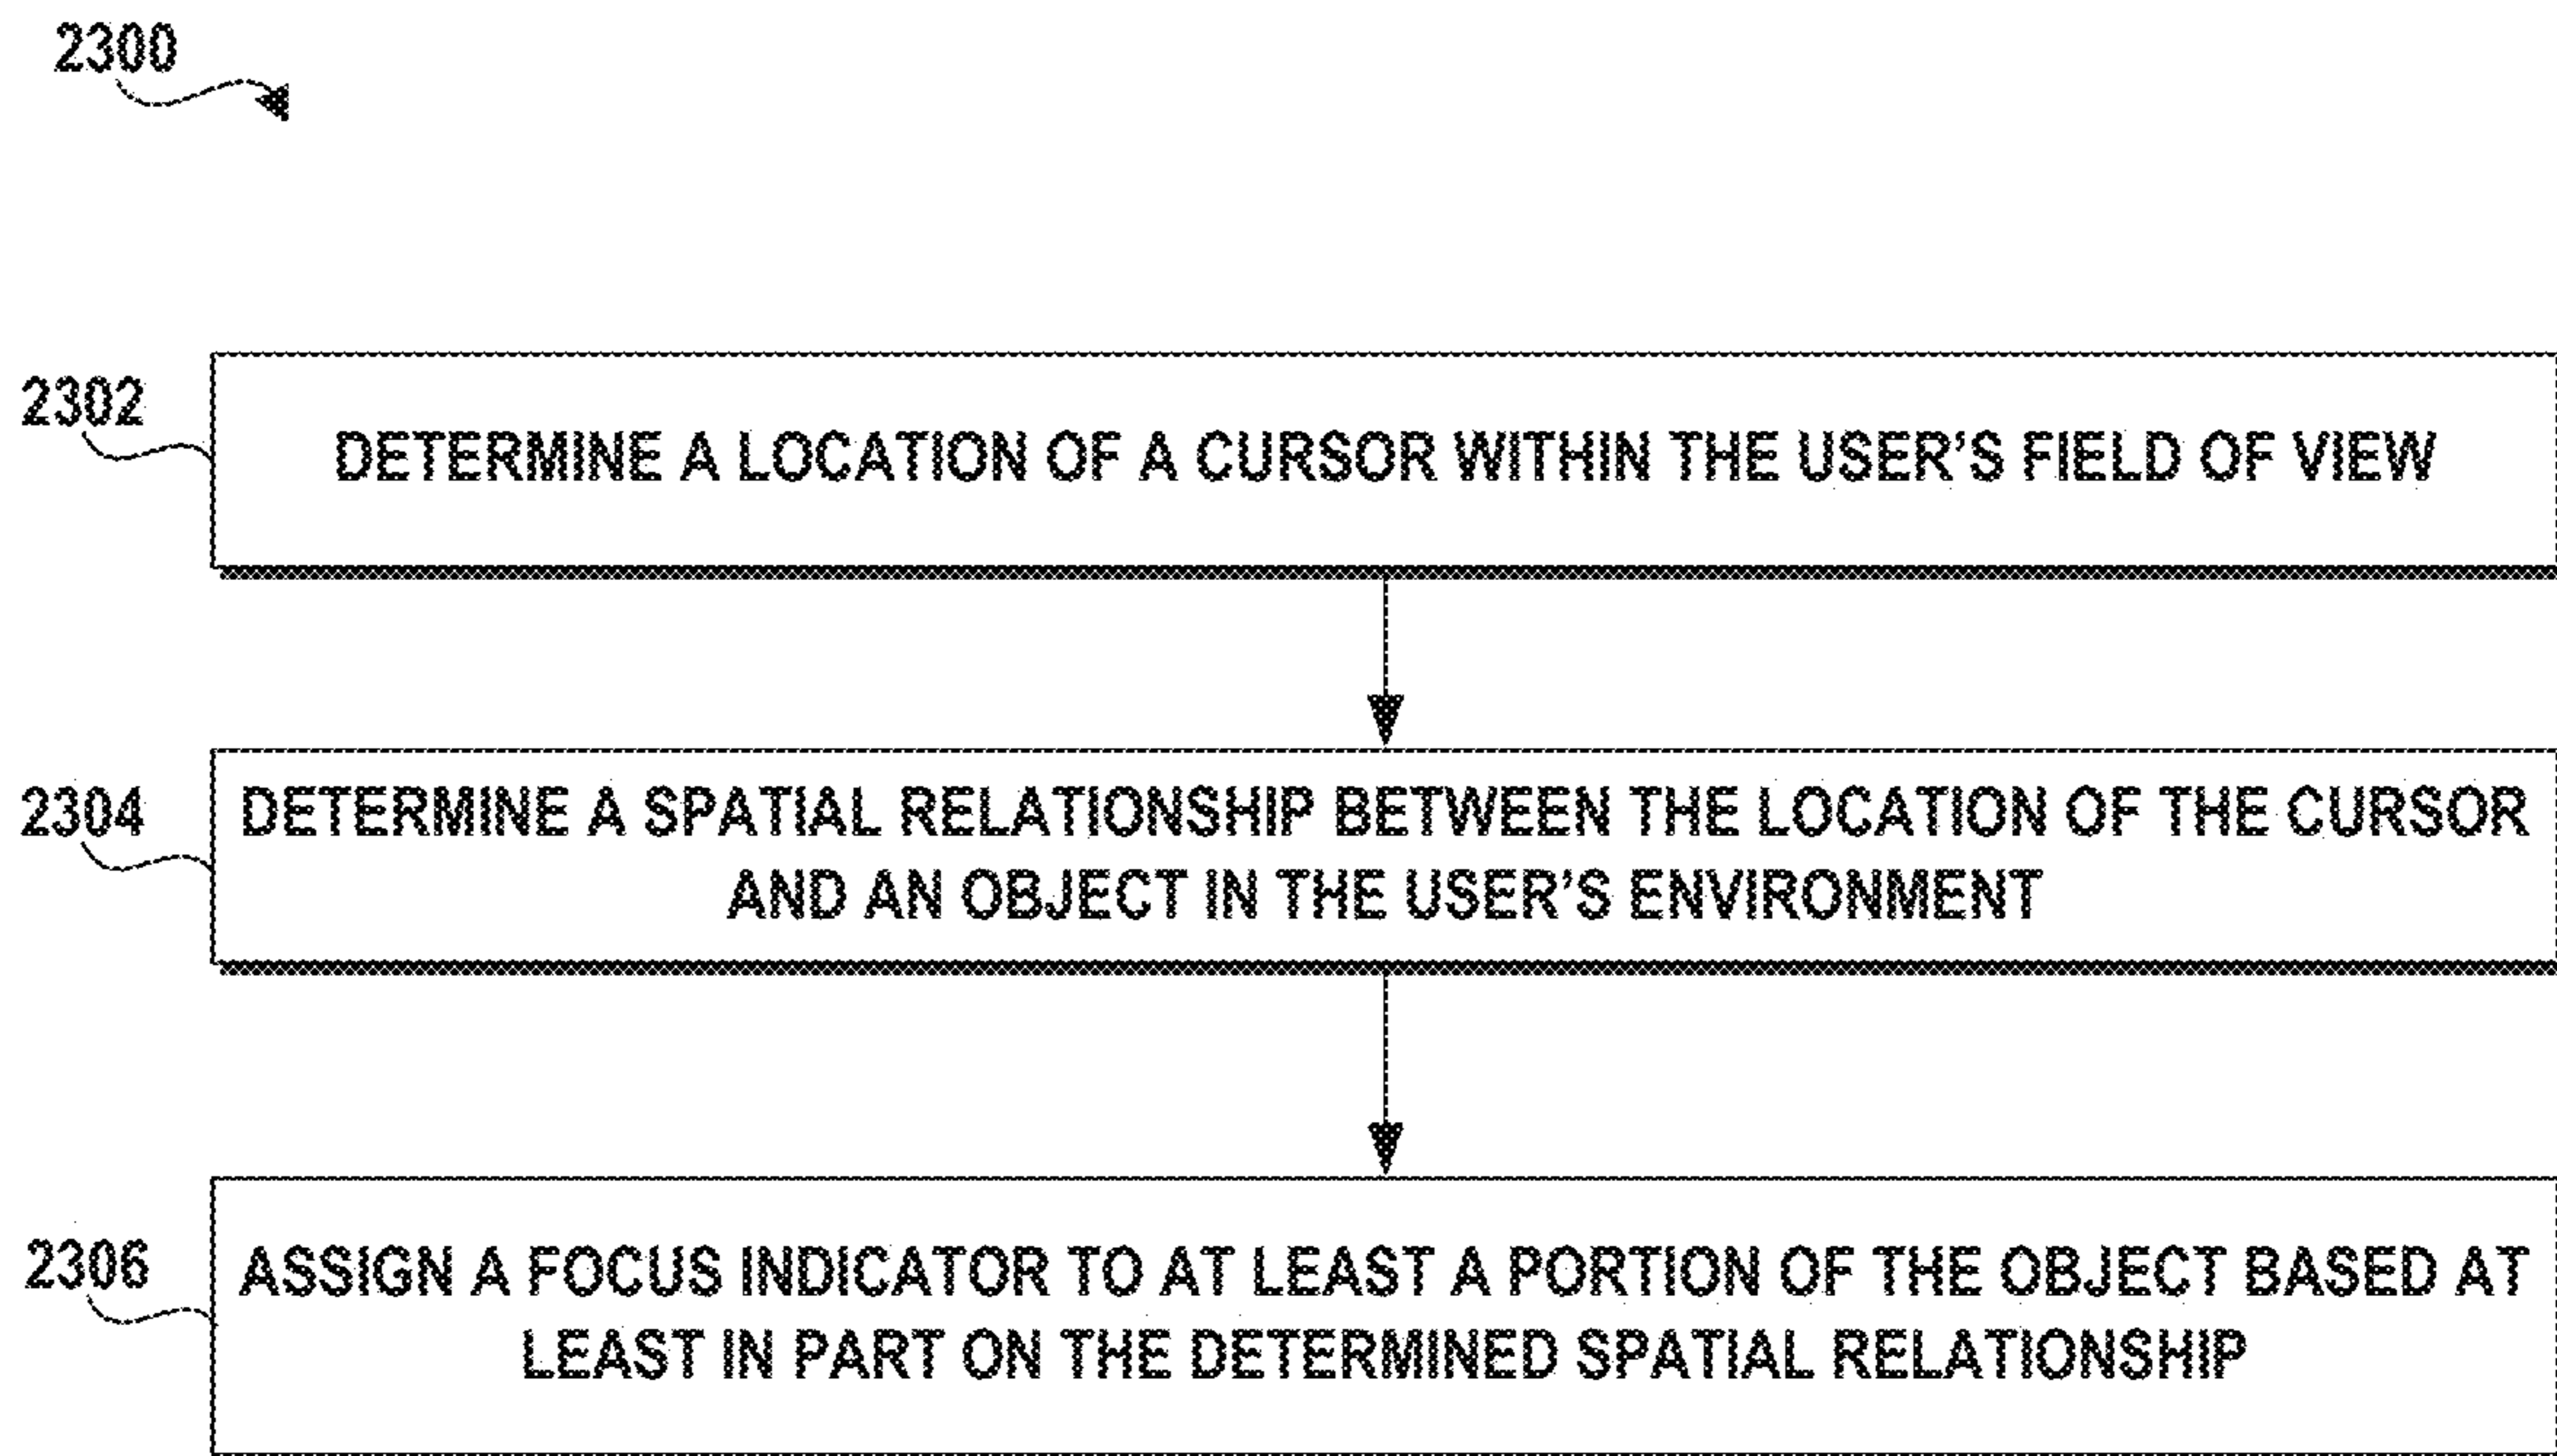 2300
2302
DETERMINE A LOCATION OF A CURSOR WITHIN THE USER'S FIELD OF VIEW
2304
DETERMINE A SPATIAL RELATIONSHIP BETWEEN THE LOCATION OF THE CURSOR
AND AN OBJECT IN THE USER'S ENVIRONMENT
2306
ASSIGN A FOCUS INDICATOR TO AT LEAST A PORTION OF THE OBJECT BASED AT
LEAST IN PART ON THE DETERMINED SPATIAL RELATIONSHIP